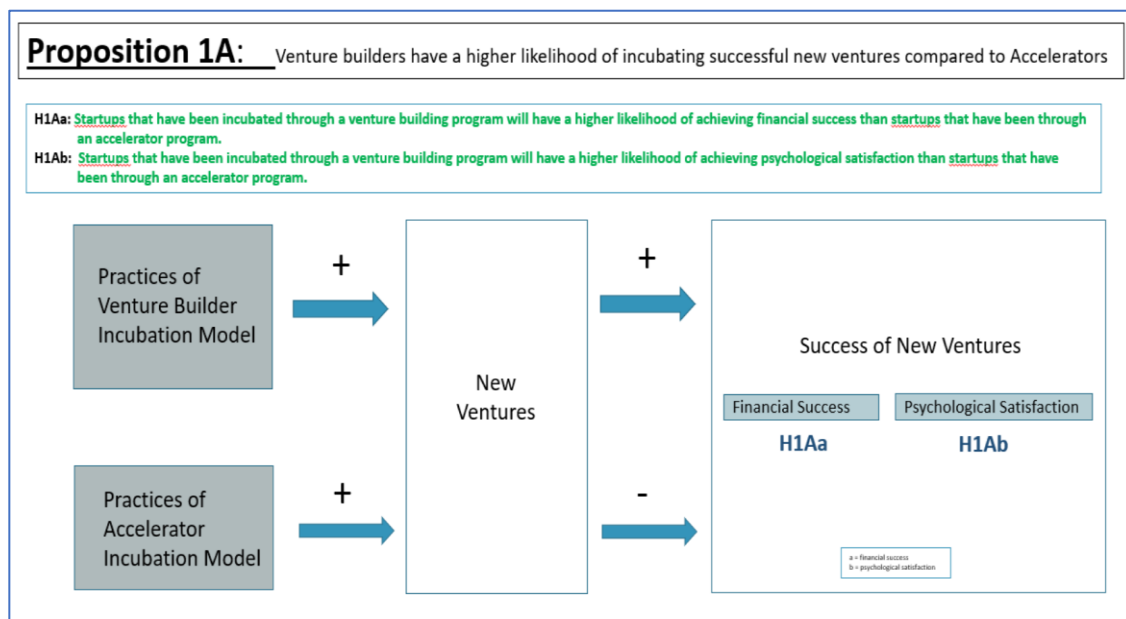 Proposition 1A: Venture builders have a higher likelihood of incubating successful new ventures compared to Accelerators
H1Aa: Startups that have been incubated through a venture building program will have a higher likelihood of achieving financial success than startups that have been through
an accelerator program.
H1Ab: Startups that have been incubated through a venture building program will have a higher likelihood of achieving psychological satisfaction than startups that have
been through an accelerator program.
Practices of
Venture Builder
Incubation Model
+
New
Ventures
+
Success of New Ventures
Financial Success
Psychological Satisfaction
H1Aa
H1Ab
Practices of
Accelerator
Incubation Model
+
-
a = financial success
b = psychological satisfaction